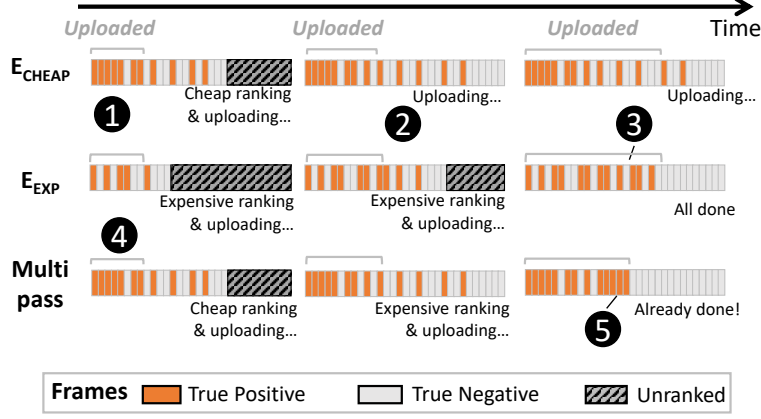 Uploaded Uploaded Uploaded Time
E_CHEAP
Cheap ranking
& uploading...
Uploading...
Uploading...
1
2
3
E_EXP
Expensive ranking
& uploading...
Expensive ranking
& uploading...
All done
4
Multi
pass
Cheap ranking
& uploading...
Expensive ranking
& uploading...
Already done!
5
Frames True Positive True Negative Unranked